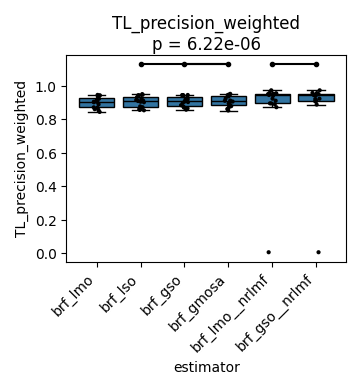 TL_precision_weighted
p = 6.22e-06
TL_precision_weighted
1.0
0.8
0.6
0.4
0.2
0.0
brf_lmo
brf_lso
brf_gso
brf_gmosa
brf_lmo__nrlmf
brf_gso__nrlmf
estimator